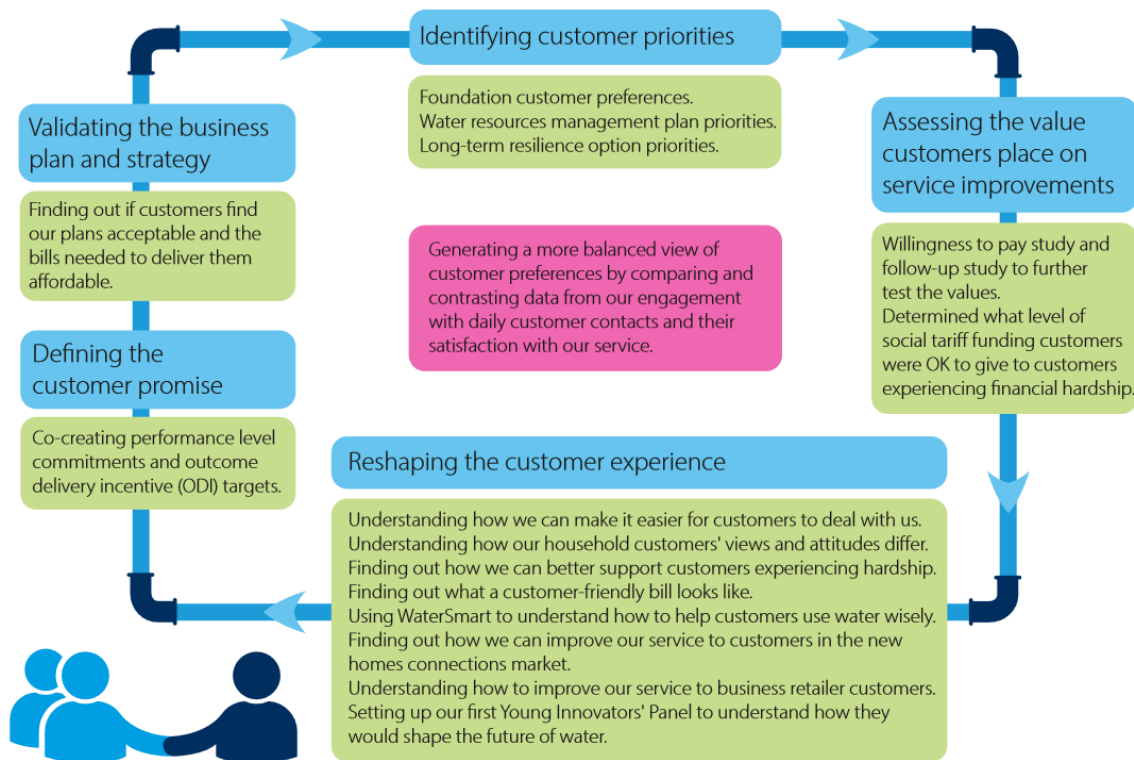 Identifying customer priorities
Foundation customer preferences.
Water resources management plan priorities.
Long-term resilience option priorities.
Assessing the value
customers place on
service improvements
Willingness to pay study and
follow-up study to further
test the values.
Determined what level of
social tariff funding customers
were OK to give to customers
experiencing financial hardship.
Reshaping the customer experience
Understanding how we can make it easier for customers to deal with us.
Understanding how our household customers' views and attitudes differ.
Finding out how we can better support customers experiencing hardship.
Finding out what a customer-friendly bill looks like.
Using WaterSmart to understand how to help customers use water wisely.
Finding out how we can improve our service to customers in the new
homes connections market.
Understanding how to improve our service to business retailer customers.
Setting up our first Young Innovators' Panel to understand how they
would shape the future of water.
Defining the
customer promise
Co-creating performance level
commitments and outcome
delivery incentive (ODI) targets.
Validating the business
plan and strategy
Finding out if customers find
our plans acceptable and the
bills needed to deliver them
affordable.
Generating a more balanced view of
customer preferences by comparing and
contrasting data from our engagement
with daily customer contacts and their
satisfaction with our service.